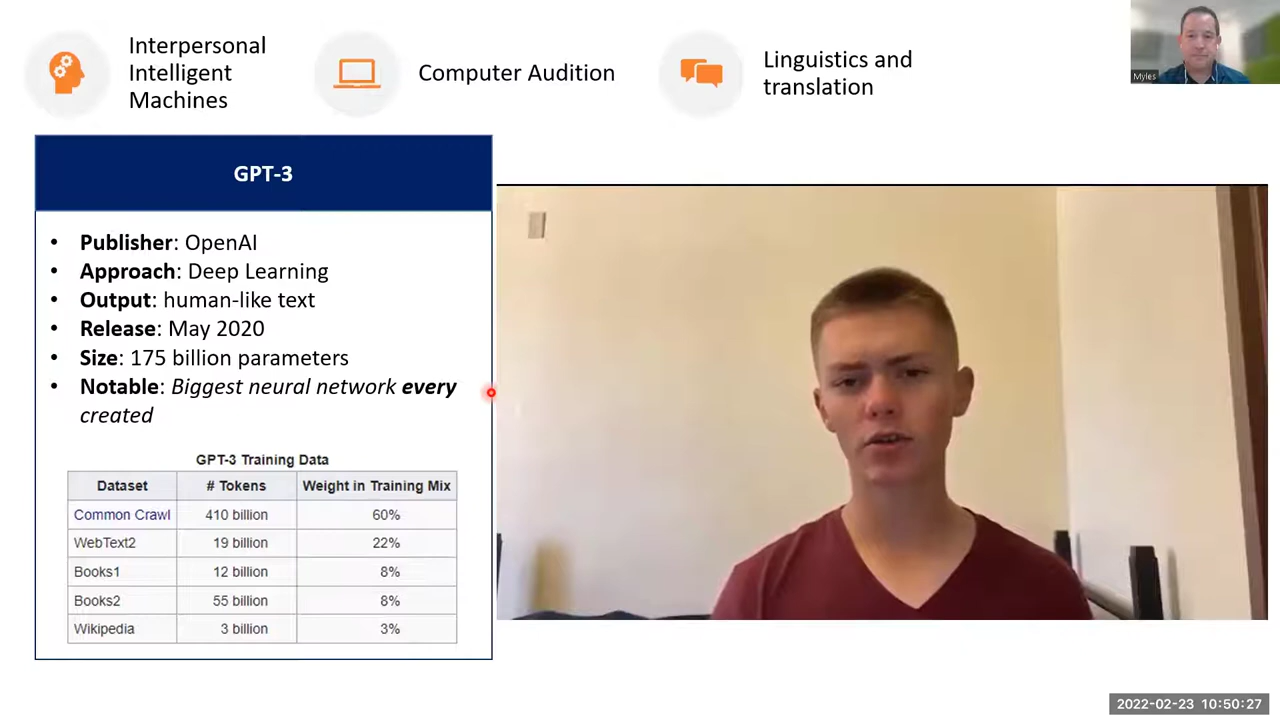 Interpersonal
Intelligent
Machines
Computer Audition
Linguistics and
translation
Myles
GPT-3
• Publisher: OpenAI
• Approach: Deep Learning
• Output: human-like text
• Release: May 2020
• Size: 175 billion parameters
• Notable: Biggest neural network every
created
GPT-3 Training Data
Dataset # Tokens Weight in Training Mix
Common Crawl 410 billion 60%
WebText2 19 billion 22%
Books1 12 billion 8%
Books2 55 billion 8%
Wikipedia 3 billion 3%
2022-02-23 10:50:27